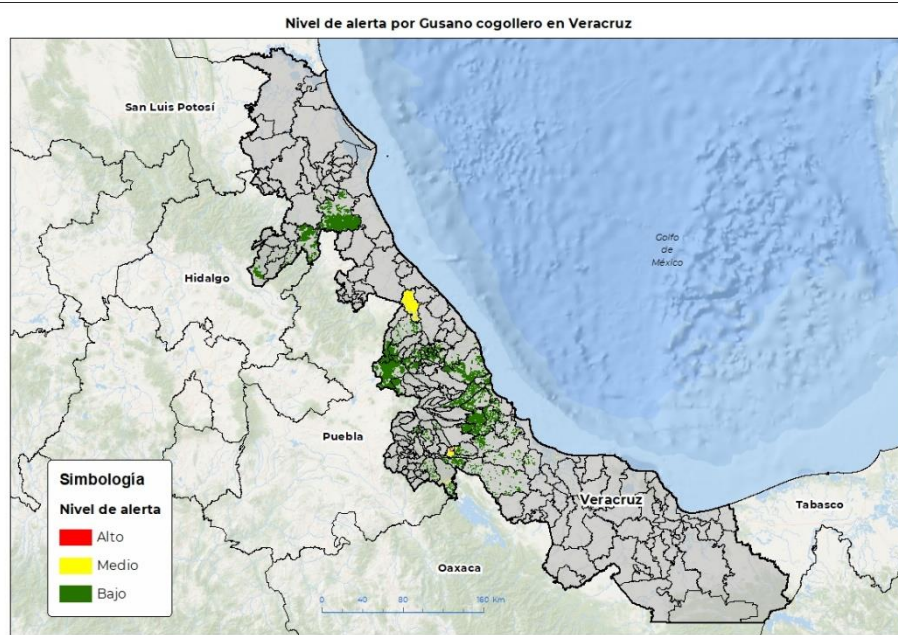 Nivel de alerta por Gusano cogollero en Veracruz
San Luis Potosí
Golfo
de
México
Hidalgo
Puebla
Veracruz
Tabasco
Oaxaca
Simbología
Nivel de alerta
Alto
Medio
Bajo
0 40 80 160 Km